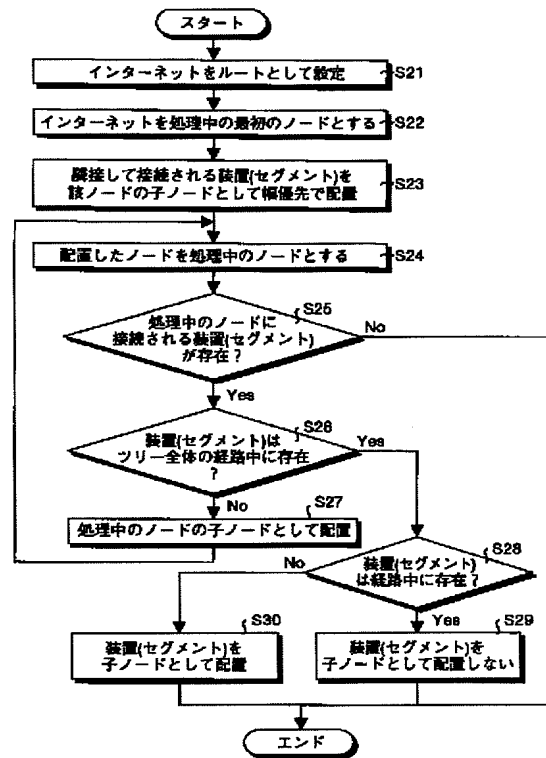 スタート
インターネットをルートとして設定
S21
インターネットを処理中の最初のノードとする
S22
隣接して接続される装置(セグメント)を
該ノードの子ノードとして幅優先で配置
S23
配置したノードを処理中のノードとする
S24
S25
処理中のノードに
接続される装置(セグメント)
が存在?
No
Yes
S26
装置(セグメント)は
ツリー全体の経路中に存在
?
Yes
No
S27
処理中のノードの子ノードとして配置
S28
装置(セグメント)
は経路中に存在?
No
Yes
S30
装置(セグメント)を
子ノードとして配置
S29
装置(セグメント)を
子ノードとして配置しない
エンド